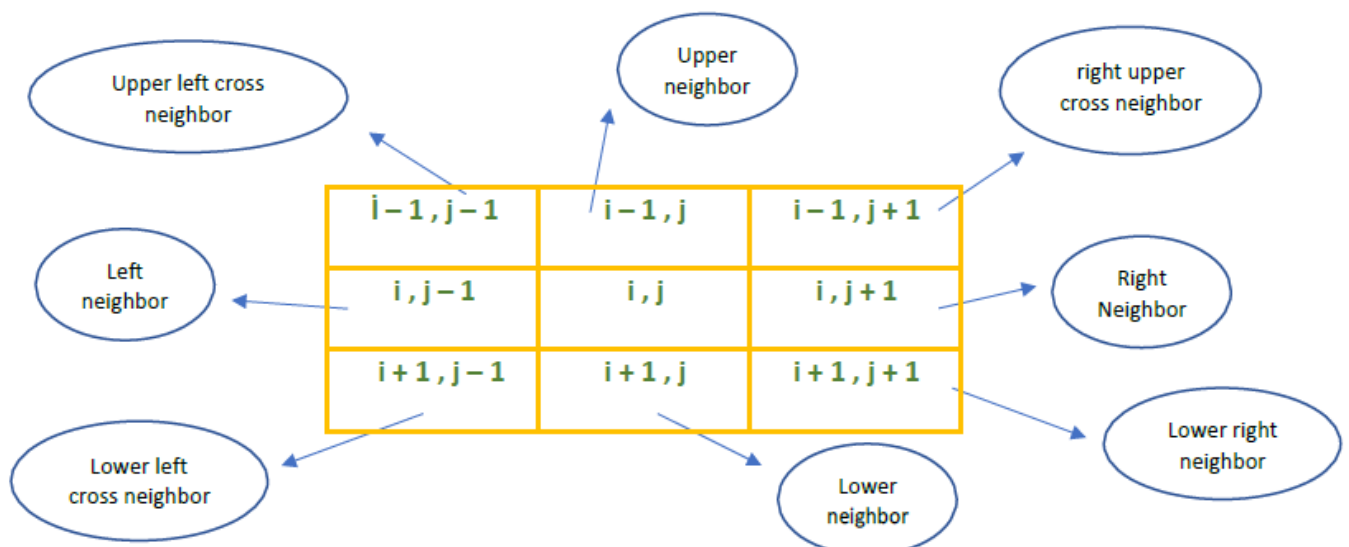 Upper left cross
neighbor
Upper
neighbor
right upper
cross neighbor
i – 1 , j – 1
i – 1 , j
i – 1 , j + 1
Left
neighbor
i , j – 1
i , j
i , j + 1
Right
Neighbor
i + 1 , j – 1
i + 1 , j
i + 1 , j + 1
Lower left
cross neighbor
Lower
neighbor
Lower right
neighbor